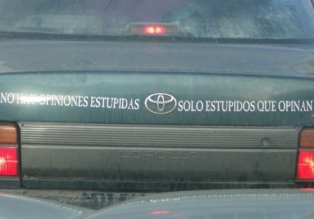 NO HAY OPINIONES ESTUPIDAS SOLO ESTUPIDOS QUE OPINAN